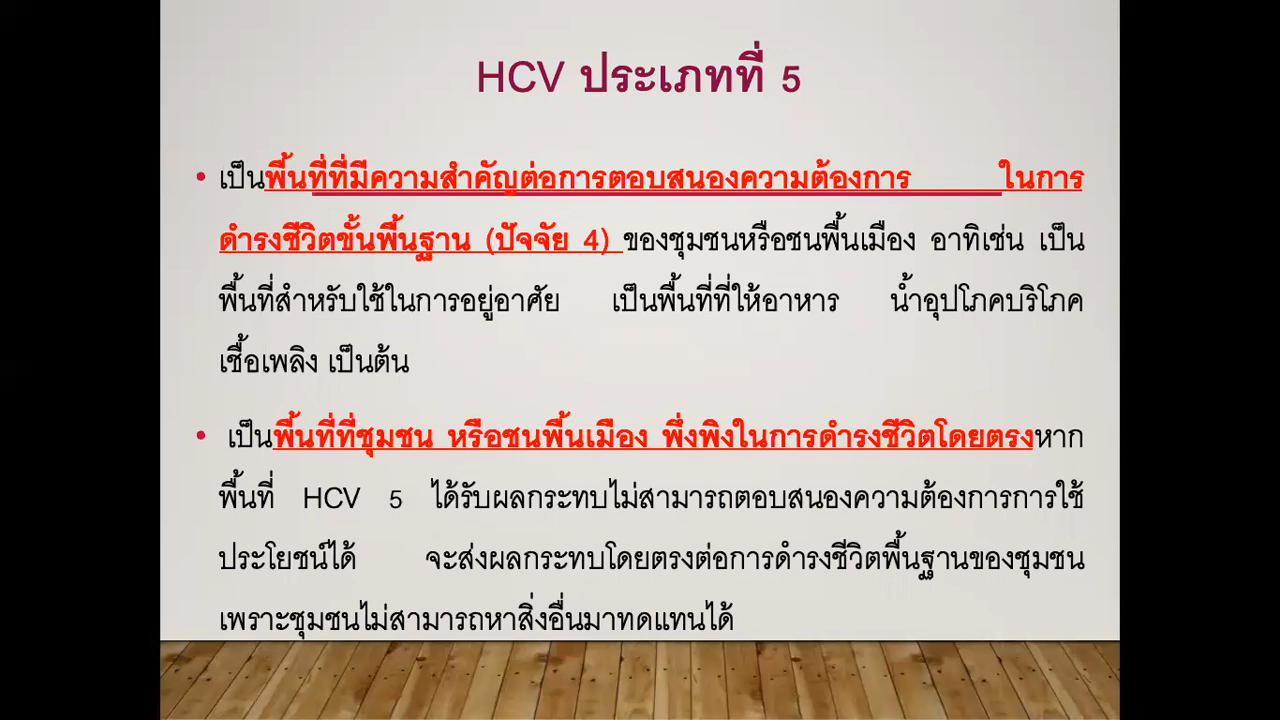 HCV ประเภทที่ 5
• เป็นพื้นที่ที่มีความสำคัญต่อการตอบสนองความต้องการ ในการ
ดำรงชีวิตขั้นพื้นฐาน (ปัจจัย 4) ของชุมชนหรือชนพื้นเมือง อาทิเช่น เป็น
พื้นที่สำหรับใช้ในการอยู่อาศัย เป็นพื้นที่ที่ให้อาหาร น้ำอุปโภคบริโภค
เชื้อเพลิง เป็นต้น
• เป็นพื้นที่ที่ชุมชน หรือชนพื้นเมือง พึ่งพิงในการดำรงชีวิตโดยตรงหาก
พื้นที่ HCV 5 ได้รับผลกระทบไม่สามารถตอบสนองความต้องการการใช้
ประโยชน์ได้ จะส่งผลกระทบโดยตรงต่อการดำรงชีวิตพื้นฐานของชุมชน
เพราะชุมชนไม่สามารถหาสิ่งอื่นมาทดแทนได้